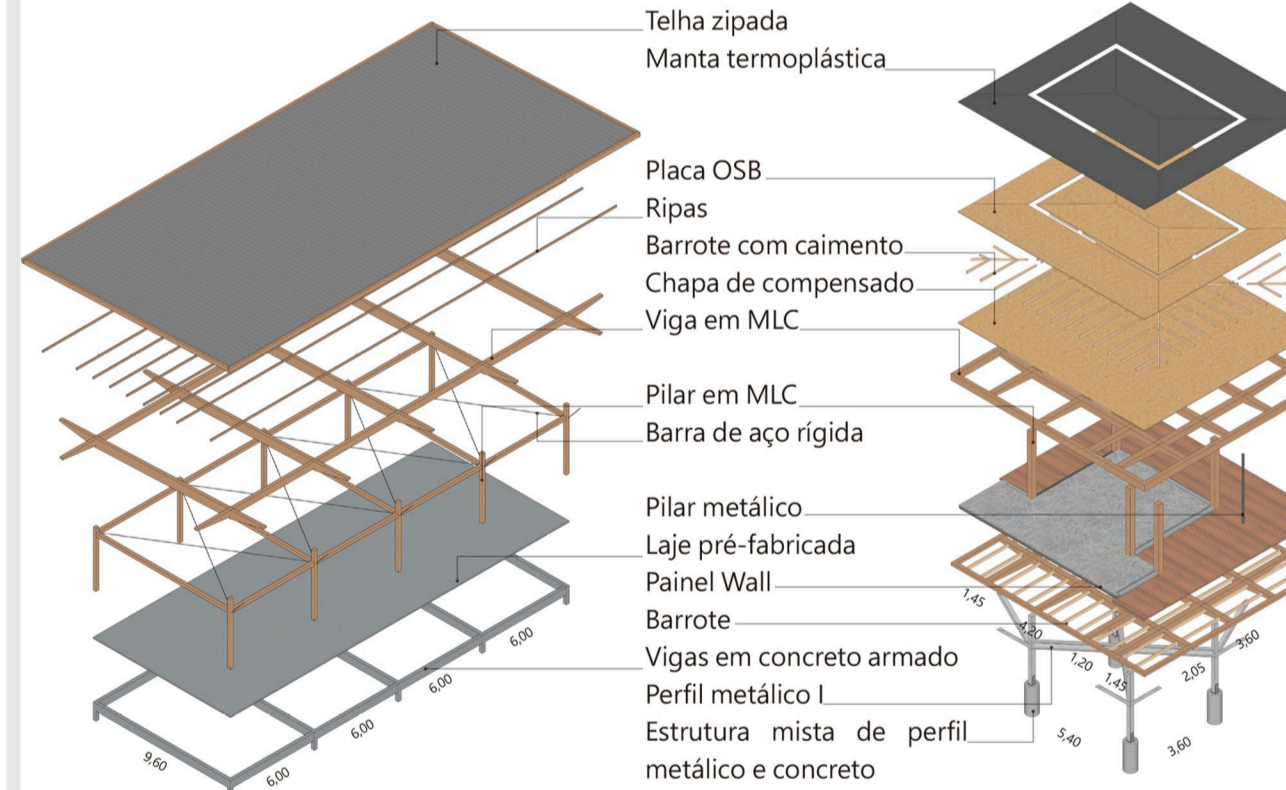 Telha zipada
Manta termoplástica
Placa OSB
Ripas
Barrote com caimento
Chapa de compensado
Viga em MLC
Pilar em MLC
Barra de aço rígida
Pilar metálico
Laje pré-fabricada
Painel Wall
Barrote
Vigas em concreto armado
Perfil metálico I
Estrutura mista de perfil
metálico e concreto
9,60
6,00
6,00
6,00
6,00
1,45
4,20
1,20
1,45
2,05
3,60
5,40
3,60